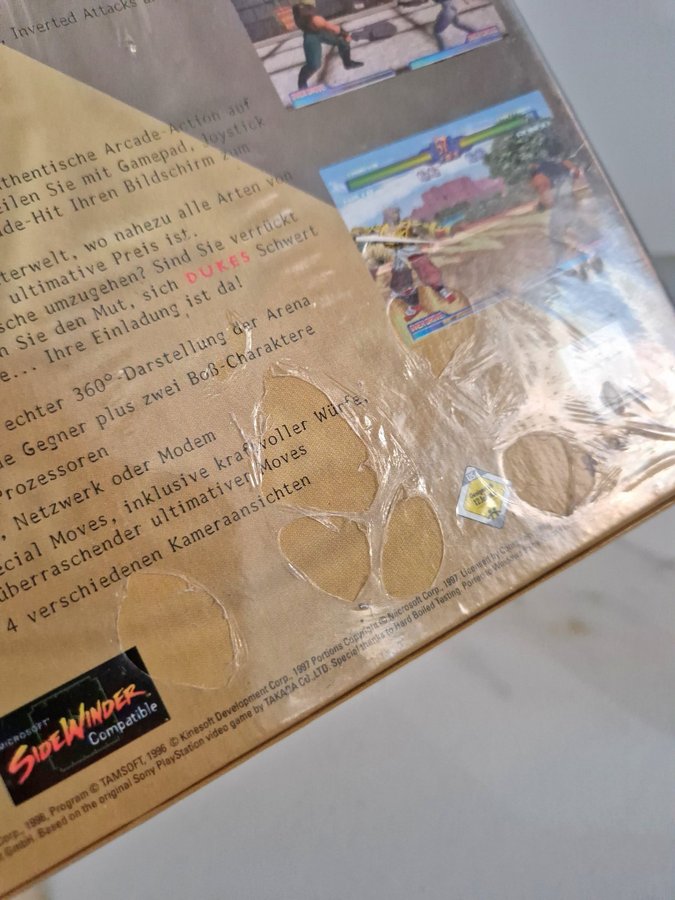 , Inverted Attacks a
uthentische Arcade-Action auf
eilen Sie mit Gamepad, Joystick
de-Hit Ihren Bildschirm zum
terwelt, wo nahezu alle Arten von
ultimative Preis ist.
sche umzugehen? Sind Sie verrückt
n Sie den Mut, sich DUKES Schwert
e... Ihre Einladung ist da!
echter 360°-Darstellung der Arena
ne Gegner plus zwei Boß-Charaktere
Prozessoren
, Netzwerk oder Modem
ecial Moves, inklusive kraftvoller Würfe,
überraschender ultimativer Moves
4 verschiedenen Kameraansichten
MICROSOFT
SIDEWINDER
Compatible
Corp., 1996, Program © TAMSOFT, 1996 © Kinesoft Development Corp., 1997 Portions Copyright © Microsoft Corp., 1997 Licensed by
GmbH. Based on the original Sony PlayStation video game by TAKARA Co.,LTD. Special thanks to Hard Boiled Testing.